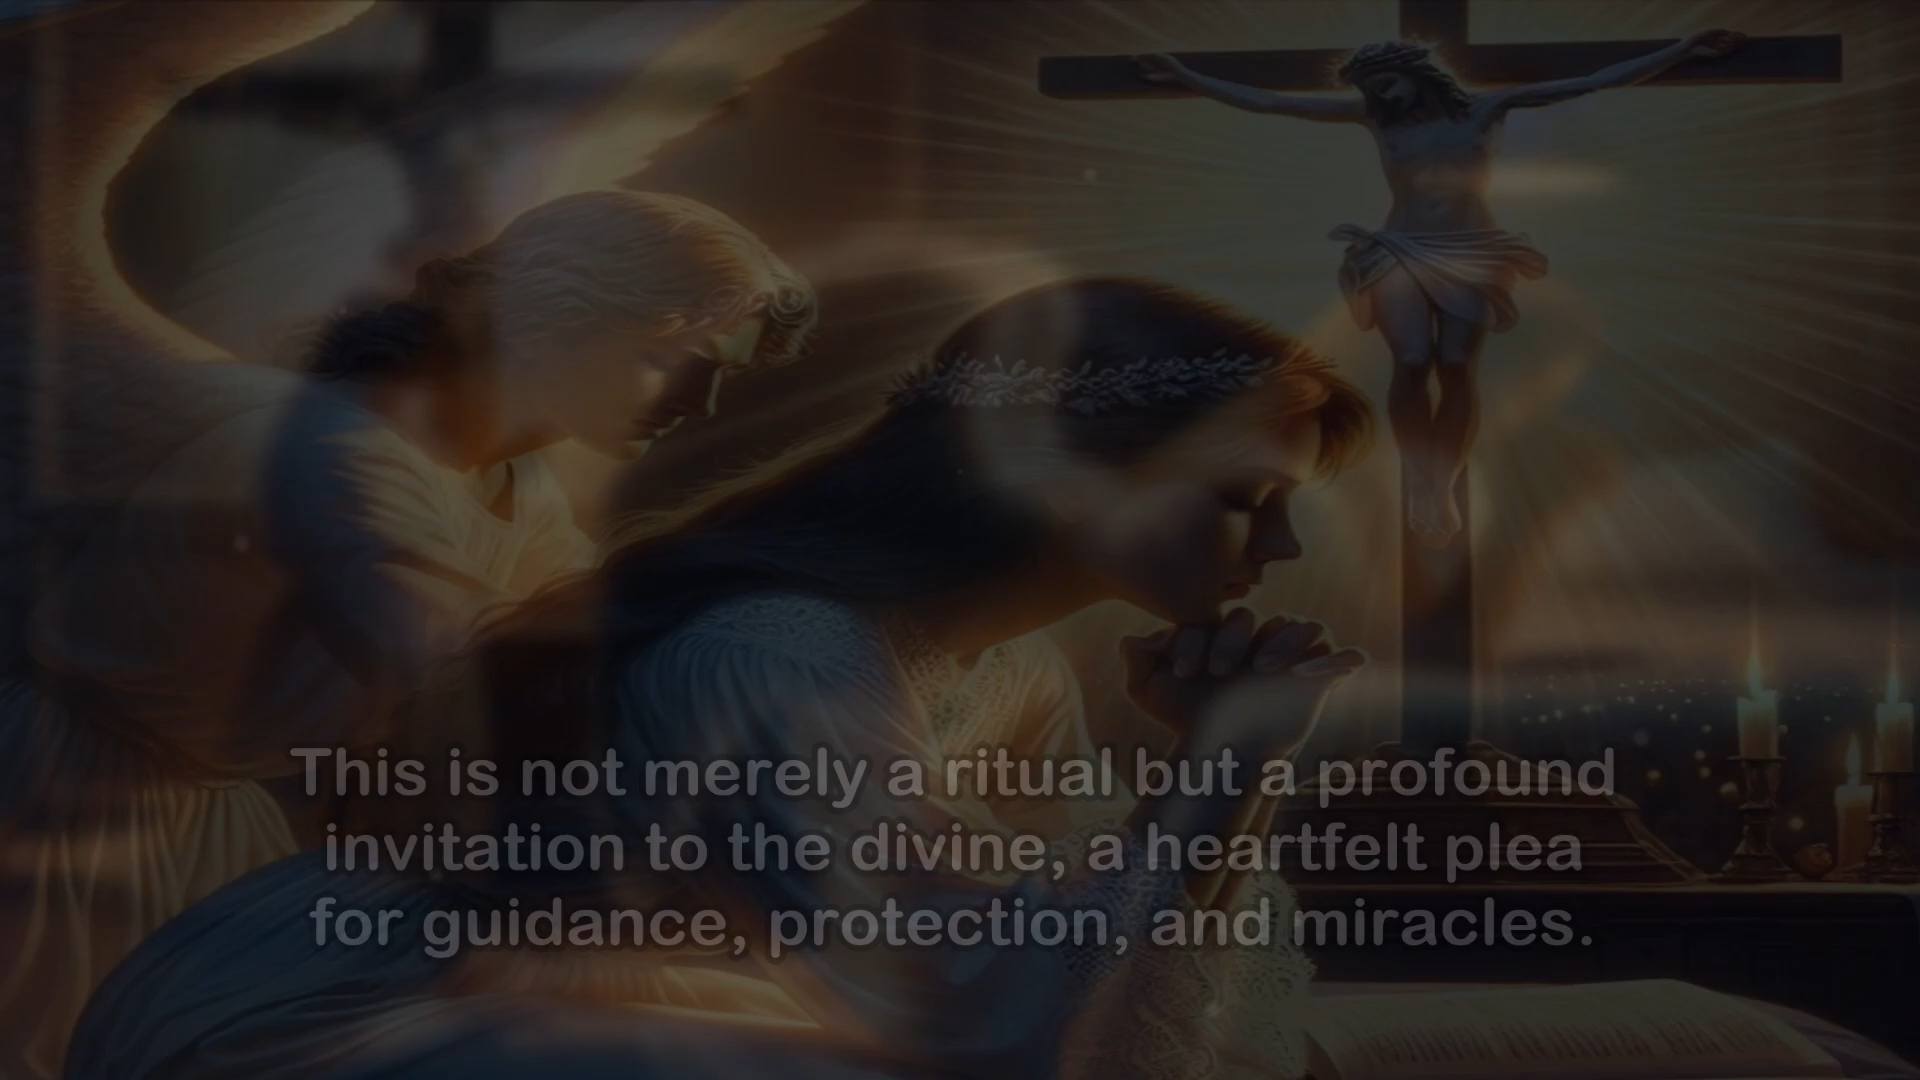 This is not merely a ritual but a profound
invitation to the divine, a heartfelt plea
for guidance, protection, and miracles.